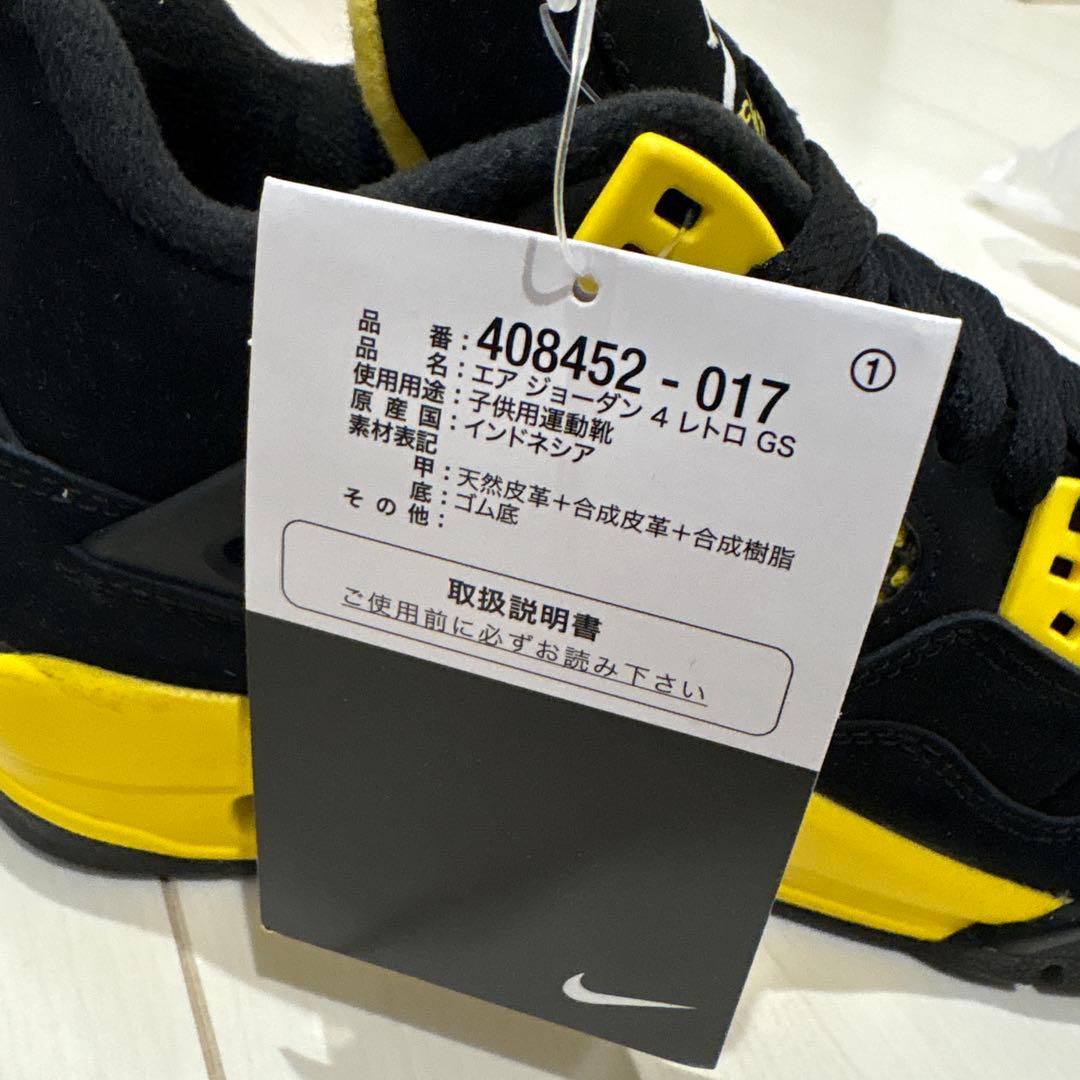 品番:408452-017 ①
品名:エア ジョーダン 4 レトロ GS
使用用途:子供用運動靴
原産国:インドネシア
素材表記
甲:天然皮革+合成皮革+合成樹脂
底:ゴム底
その他:
取扱説明書
ご使用前に必ずお読み下さい